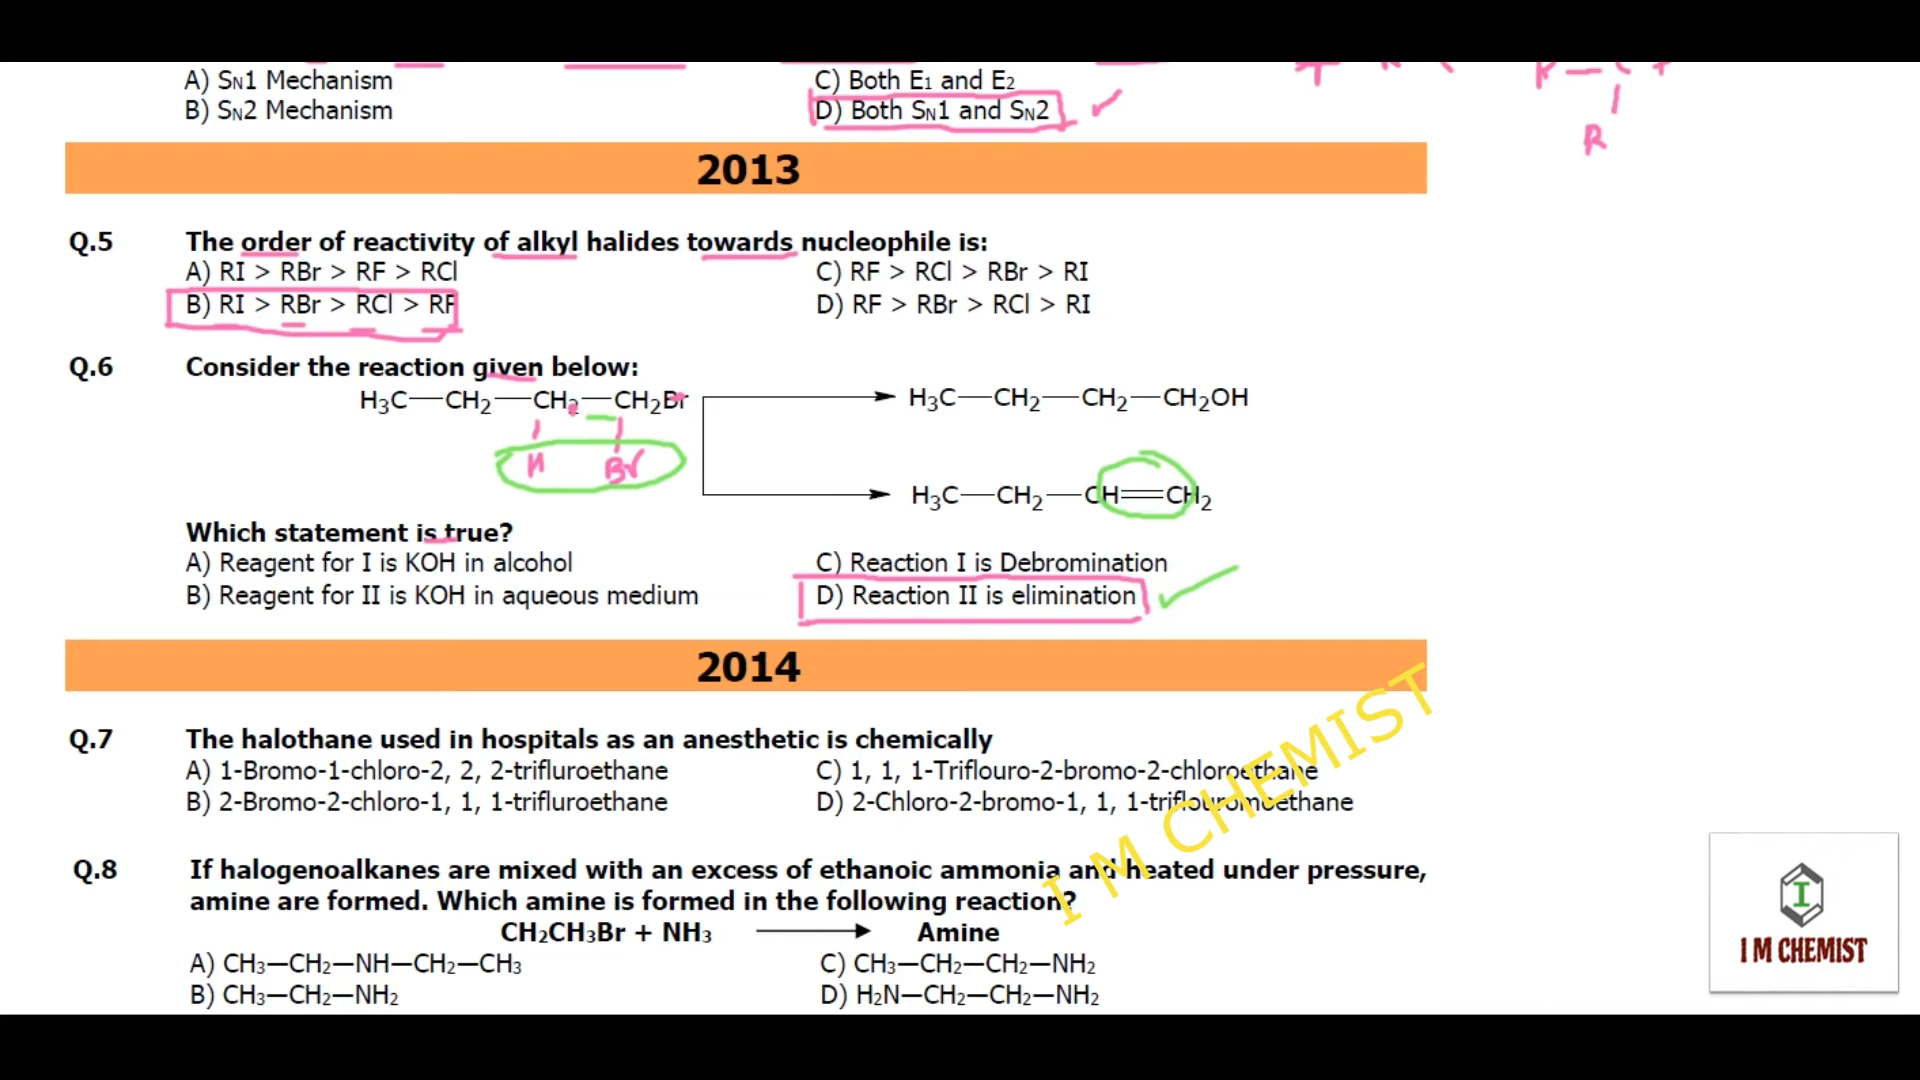 A) SN1 Mechanism
C) Both E1 and E2
B) SN2 Mechanism
D) Both SN1 and SN2
R
2013
Q.5 The order of reactivity of alkyl halides towards nucleophile is:
A) RI > RBr > RF > RCl
C) RF > RCl > RBr > RI
B) RI > RBr > RCl > RF
D) RF > RBr > RCl > RI
Q.6 Consider the reaction given below:
H3C—CH2—CH2—CH2Br
H3C—CH2—CH2—CH2OH
H Br
H3C—CH2—CH=CH2
Which statement is true?
A) Reagent for I is KOH in alcohol
C) Reaction I is Debromination
B) Reagent for II is KOH in aqueous medium
D) Reaction II is elimination
2014
Q.7 The halothane used in hospitals as an anesthetic is chemically
A) 1-Bromo-1-chloro-2, 2, 2-trifluroethane
C) 1, 1, 1-Triflouro-2-bromo-2-chloroethane
B) 2-Bromo-2-chloro-1, 1, 1-trifluroethane
D) 2-Chloro-2-bromo-1, 1, 1-triflouromoethane
I M CHEMIST
Q.8 If halogenoalkanes are mixed with an excess of ethanoic ammonia and heated under pressure,
amine are formed. Which amine is formed in the following reaction?
CH2CH3Br + NH3 → Amine
A) CH3—CH2—NH—CH2—CH3
C) CH3—CH2—CH2—NH2
B) CH3—CH2—NH2
D) H2N—CH2—CH2—NH2
I
I M CHEMIST